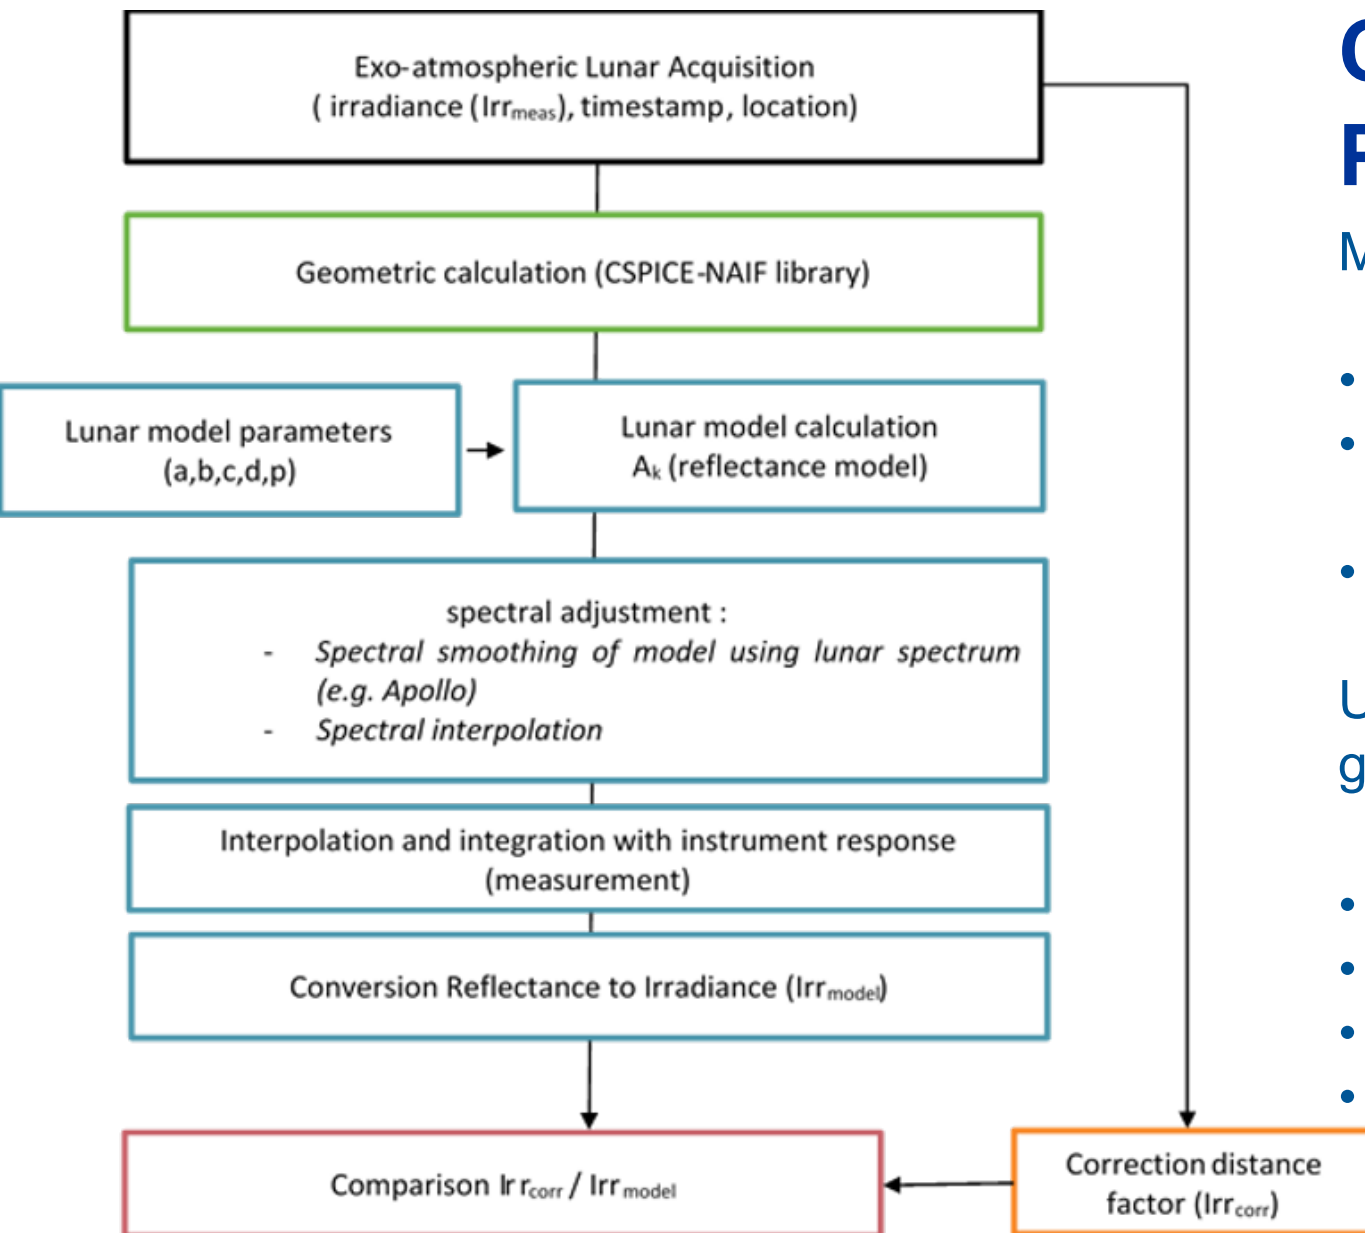 Exo-atmospheric Lunar Acquisition
( irradiance (Irrmeas), timestamp, location)
Geometric calculation (CSPICE-NAIF library)
Lunar model parameters
(a,b,c,d,p)
Lunar model calculation
Ak (reflectance model)
spectral adjustment :
- Spectral smoothing of model using lunar spectrum
(e.g. Apollo)
- Spectral interpolation
Interpolation and integration with instrument response
(measurement)
Conversion Reflectance to Irradiance (Irrmodel)
Comparison Irrcorr / Irrmodel
Correction distance
factor (Irrcorr)
M
•
•
•
U
g
•
•
•
•